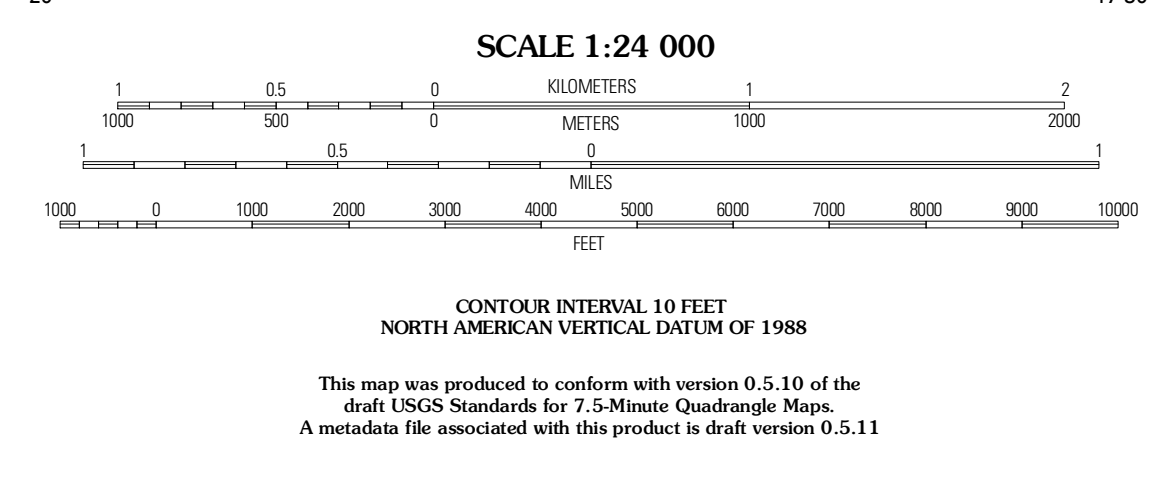 SCALE 1:24 000
1 0.5 0 KILOMETERS 1 2
1000 500 0 METERS 1000 2000
1 0.5 0 1
MILES
1000 0 1000 2000 3000 4000 5000 6000 7000 8000 9000 10000
FEET
CONTOUR INTERVAL 10 FEET
NORTH AMERICAN VERTICAL DATUM OF 1988
This map was produced to conform with version 0.5.10 of the
draft USGS Standards for 7.5-Minute Quadrangle Maps.
A metadata file associated with this product is draft version 0.5.11